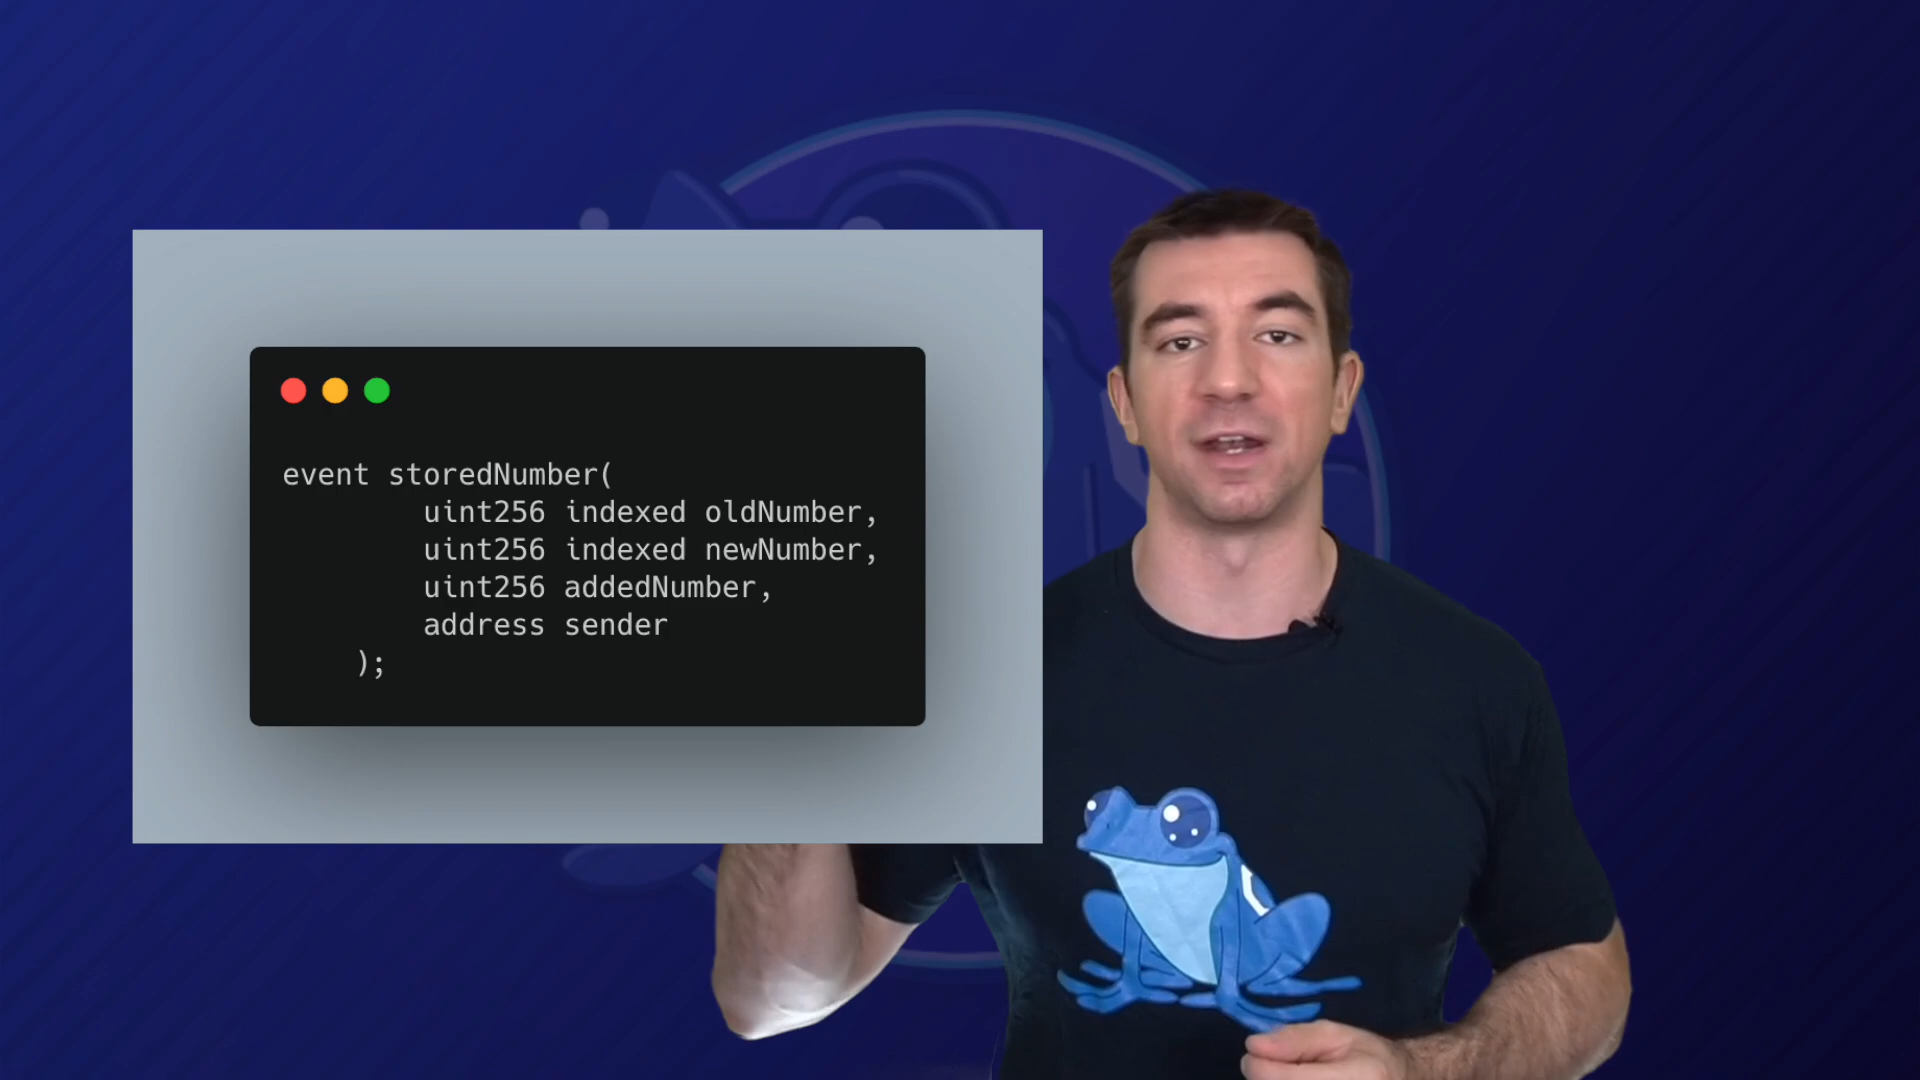 event storedNumber(
uint256 indexed oldNumber,
uint256 indexed newNumber,
uint256 addedNumber,
address sender
);